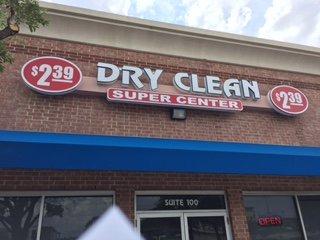 $2.39
DRY CLEAN
SUPER CENTER
$2.39
SUITE 100
OPEN